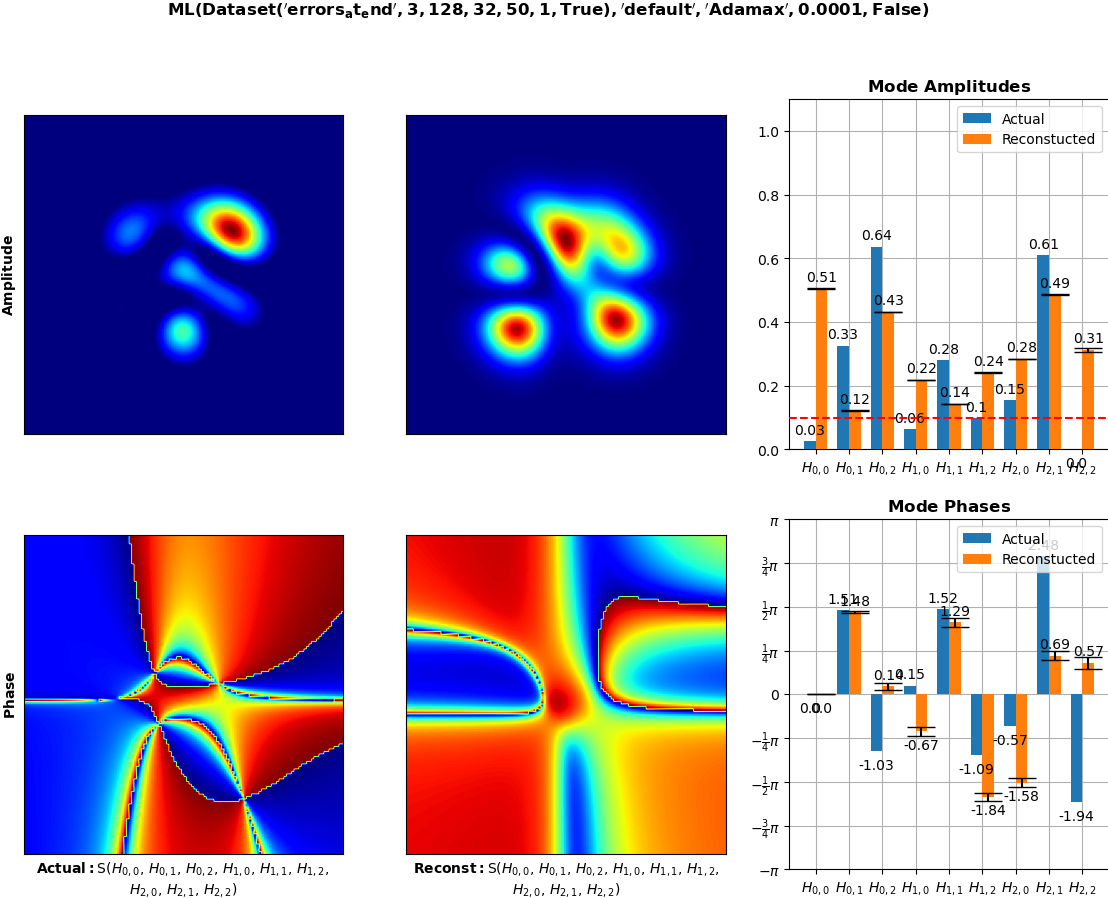 ML(Dataset('errors_at_end', 3, 128, 32, 50, 1, True), 'default', 'Adamax', 0.0001, False)
Amplitude
Mode Amplitudes
Actual
Reconstucted
1.0
0.8
0.6
0.4
0.2
0.0
0.03
0.51
0.33
0.12
0.64
0.43
0.06
0.22
0.28
0.14
0.1
0.24
0.15
0.28
0.61
0.49
0.0
0.31
H0,0 H0,1 H0,2 H1,0 H1,1 H1,2 H2,0 H2,1 H2,2
Phase
Actual: S(H0,0, H0,1, H0,2, H1,0, H1,1, H1,2,
H2,0, H2,1, H2,2)
Reconst: S(H0,0, H0,1, H0,2, H1,0, H1,1, H1,2,
H2,0, H2,1, H2,2)
Mode Phases
Actual
Reconstucted
π
3/4π
1/2π
1/4π
0
−1/4π
−1/2π
−3/4π
−π
0.0
0.0
1.51
1.48
-1.03
0.14
0.15
-0.67
1.52
1.29
-1.09
-1.84
-0.57
-1.58
2.48
0.69
-1.94
0.57
H0,0 H0,1 H0,2 H1,0 H1,1 H1,2 H2,0 H2,1 H2,2